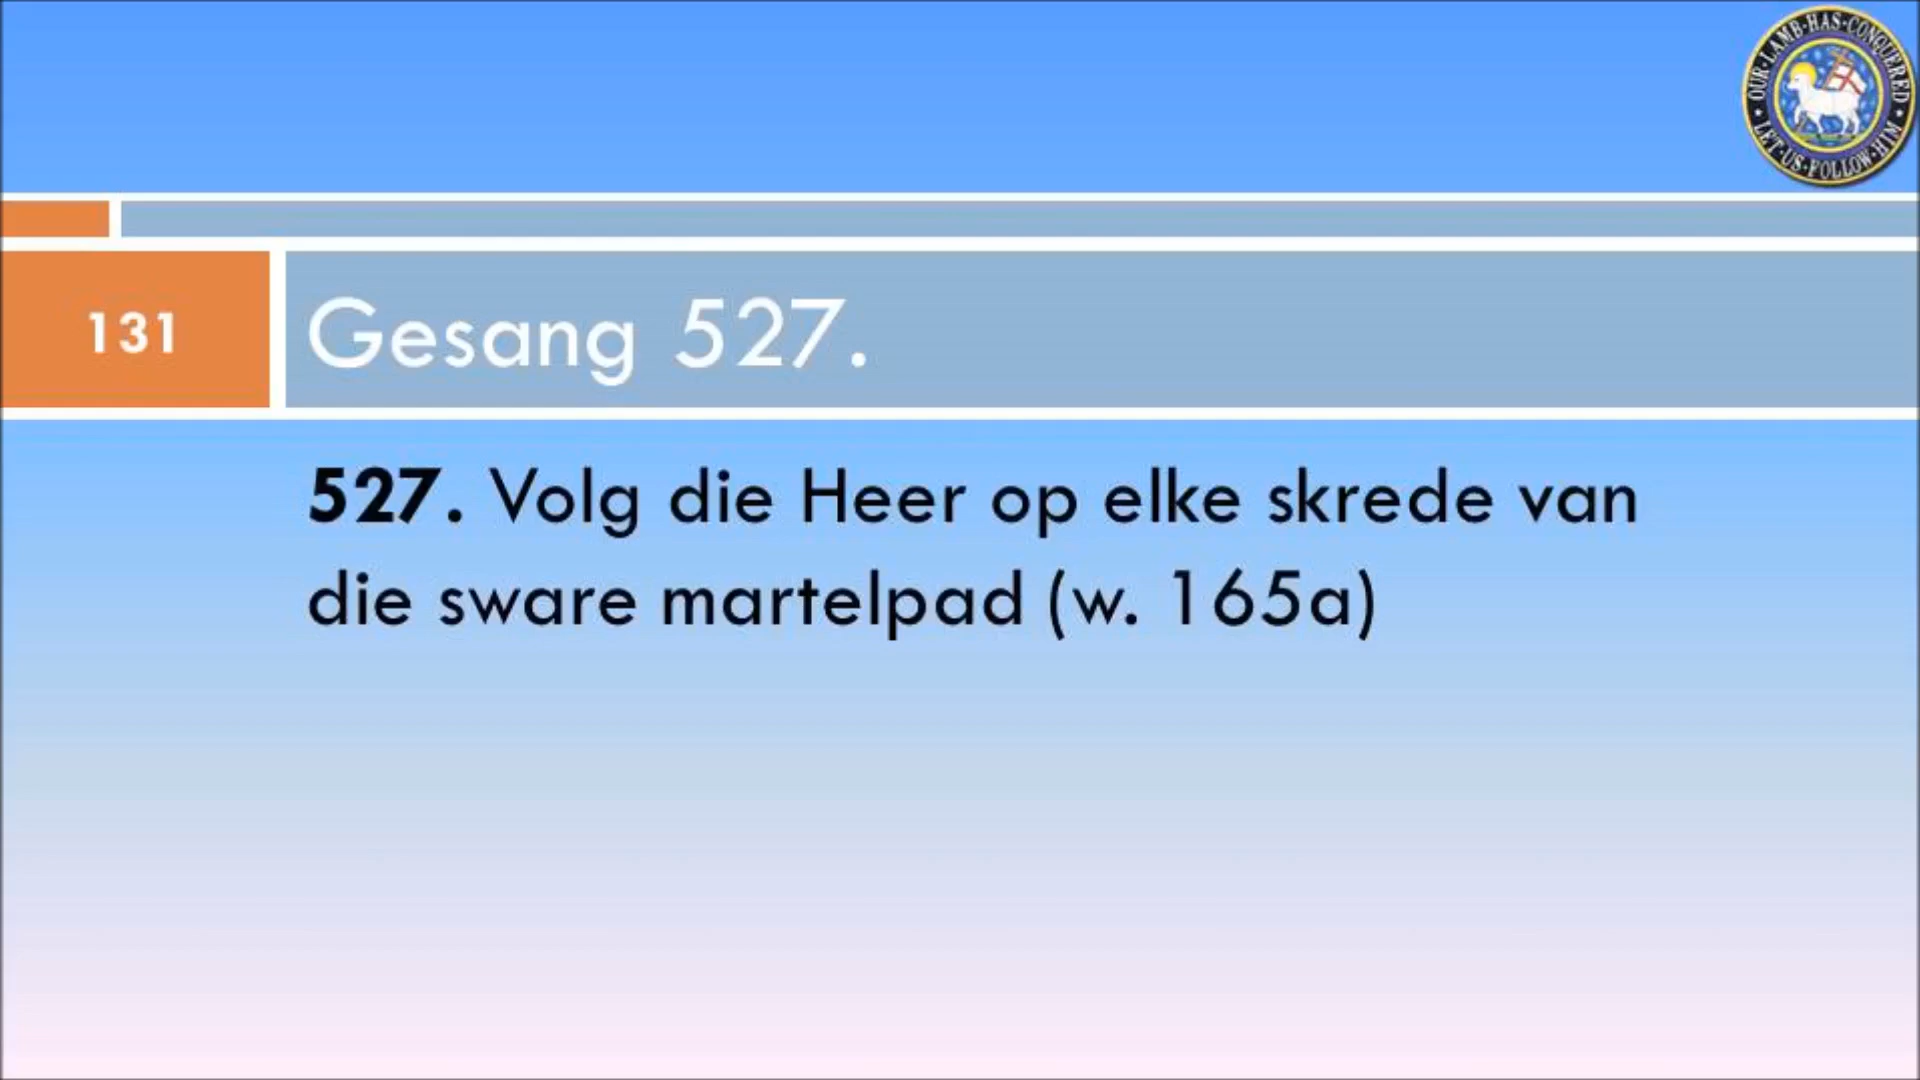 OUR · LAMB · HAS · CONQUERED
LET · US · FOLLOW · HIM
131
Gesang 527.
527. Volg die Heer op elke skrede van
die sware martelpad (w. 165a)